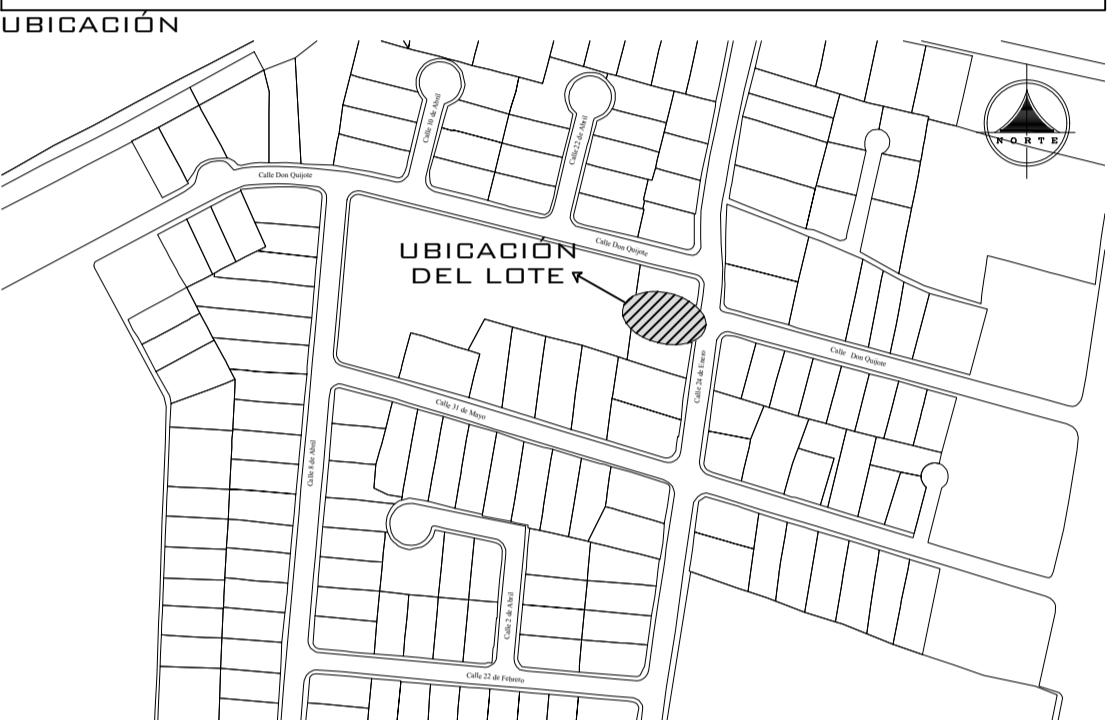 UBICACIÓN
Calle 10 de Abril
Calle 22 de Abril
NORTE
Calle Don Quijote
Calle Don Quijote
UBICACIÓN
DEL LOTE
Calle Don Quijote
Calle 24 de Enero
Calle 31 de Mayo
Calle 8 de Abril
Calle 2 de Abril
Calle 22 de Febrero